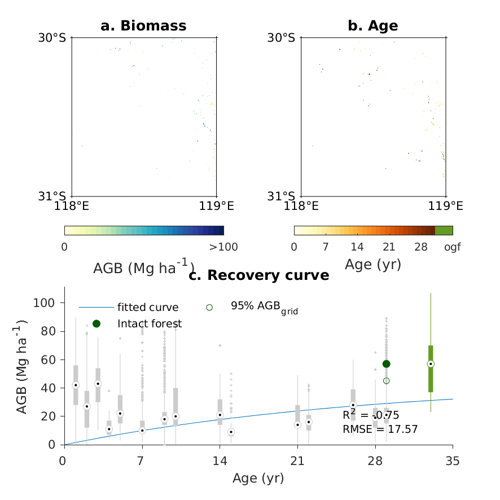 a. Biomass
b. Age
30°S
30°S
31°S
31°S
118°E
119°E
118°E
119°E
0
>100
0
7
14
21
28
ogf
AGB (Mg ha-1)
Age (yr)
c. Recovery curve
fitted curve
95% AGBgrid
Intact forest
100
80
60
40
20
0
AGB (Mg ha-1)
R2 = -0.75
RMSE = 17.57
0
7
14
21
28
35
Age (yr)